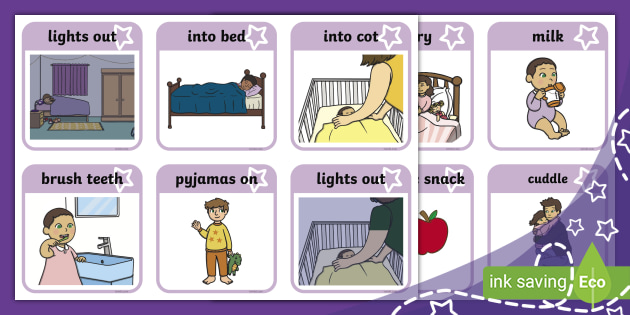 lights out
into bed
into cot
ry
milk
brush teeth
pyjamas on
lights out
snack
cuddle
ink saving
Eco